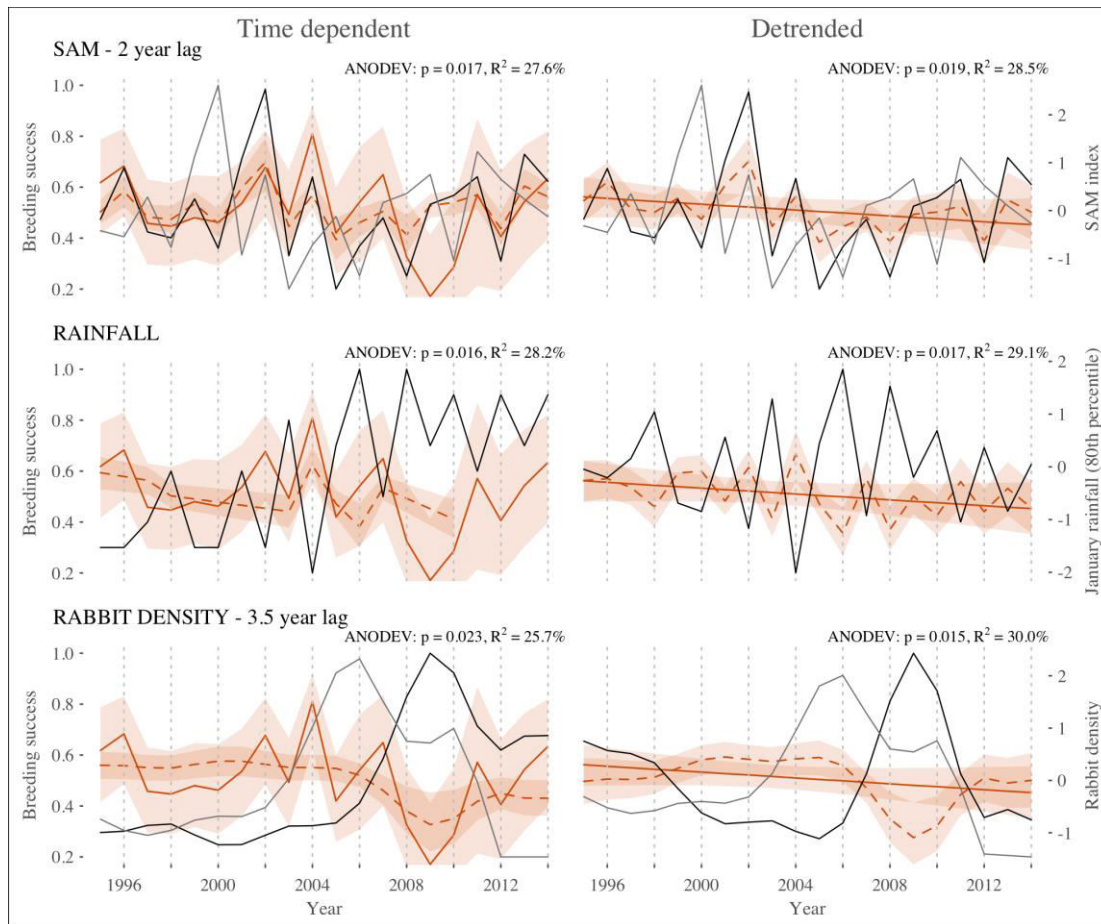 Time dependent Detrended
SAM - 2 year lag
ANODEV: p = 0.017, R² = 27.6% ANODEV: p = 0.019, R² = 28.5%
1.0
0.8
0.6
0.4
0.2
Breeding success
2
1
0
-1
SAM index
RAINFALL
ANODEV: p = 0.016, R² = 28.2% ANODEV: p = 0.017, R² = 29.1%
1.0
0.8
0.6
0.4
0.2
Breeding success
2
1
0
-1
-2
January rainfall (80th percentile)
RABBIT DENSITY - 3.5 year lag
ANODEV: p = 0.023, R² = 25.7% ANODEV: p = 0.015, R² = 30.0%
1.0
0.8
0.6
0.4
0.2
Breeding success
2
1
0
-1
Rabbit density
1996 2000 2004 2008 2012 1996 2000 2004 2008 2012
Year Year